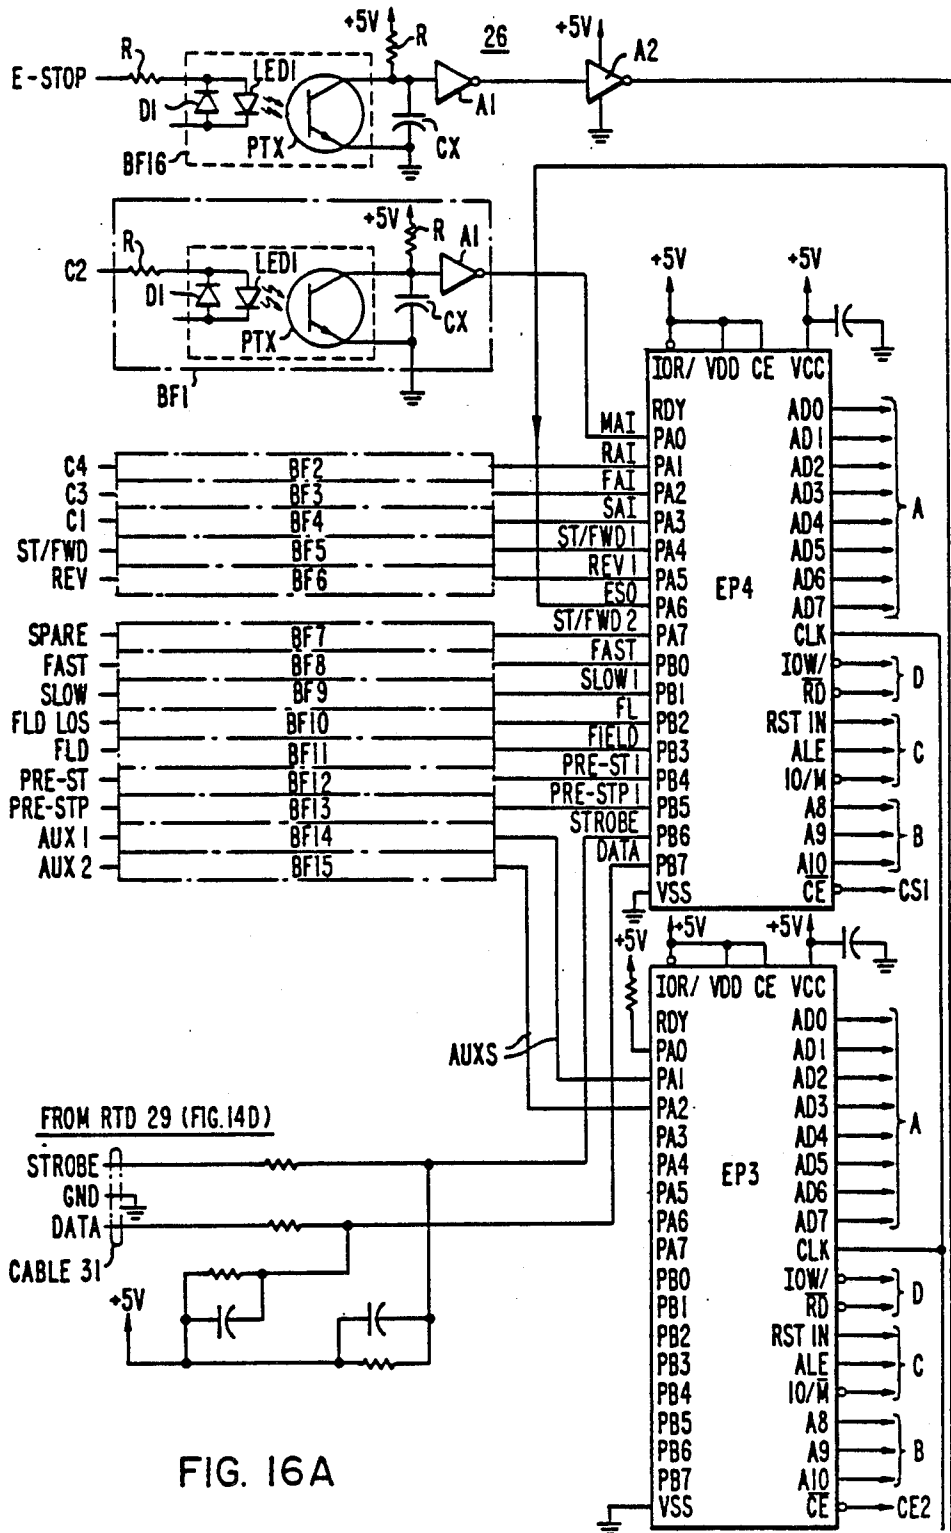 +5V
R
26
+5V
A2
E-STOP
R
LED1
D1
PTX
A1
CX
BF16
+5V
R
A1
C2
R
LED1
D1
PTX
CX
BF1
+5V
+5V
IOR/ VDD CE VCC
RDY AD0
MAI PA0 AD1
C4 BF2 RAI PA1 AD2
C3 BF3 FAI PA2 AD3 A
C1 BF4 SAI PA3 AD4
ST/FWD BF5 ST/FWD1 PA4 AD5
REV BF6 REV1 PA5 AD6
EP4
ESO PA6 AD7
SPARE BF7 ST/FWD2 PA7 CLK
FAST BF8 FAST PB0 IOW/ D
SLOW BF9 SLOW1 PB1 RD
FLD LOS BF10 FL PB2 RST IN
FLD BF11 FIELD PB3 ALE C
PRE-ST BF12 PRE-ST1 PB4 IO/M
PRE-STP BF13 PRE-STP1 PB5 A8
AUX 1 BF14 STROBE PB6 A9 B
AUX 2 BF15 DATA PB7 A10
VSS CE CS1
+5V +5V +5V
IOR/ VDD CE VCC
RDY AD0
AUXS PA0 AD1
PA1 AD2
PA2 AD3 A
PA3 AD4
FROM RTD 29 (FIG.14D)
STROBE PA4 EP3 AD5
GND PA5 AD6
DATA PA6 AD7
PA7 CLK
CABLE 31
+5V
PB0 IOW/ D
PB1 RD
PB2 RST IN
PB3 ALE C
PB4 IO/M
PB5 A8
PB6 A9 B
PB7 A10
VSS CE CE2
FIG. 16A